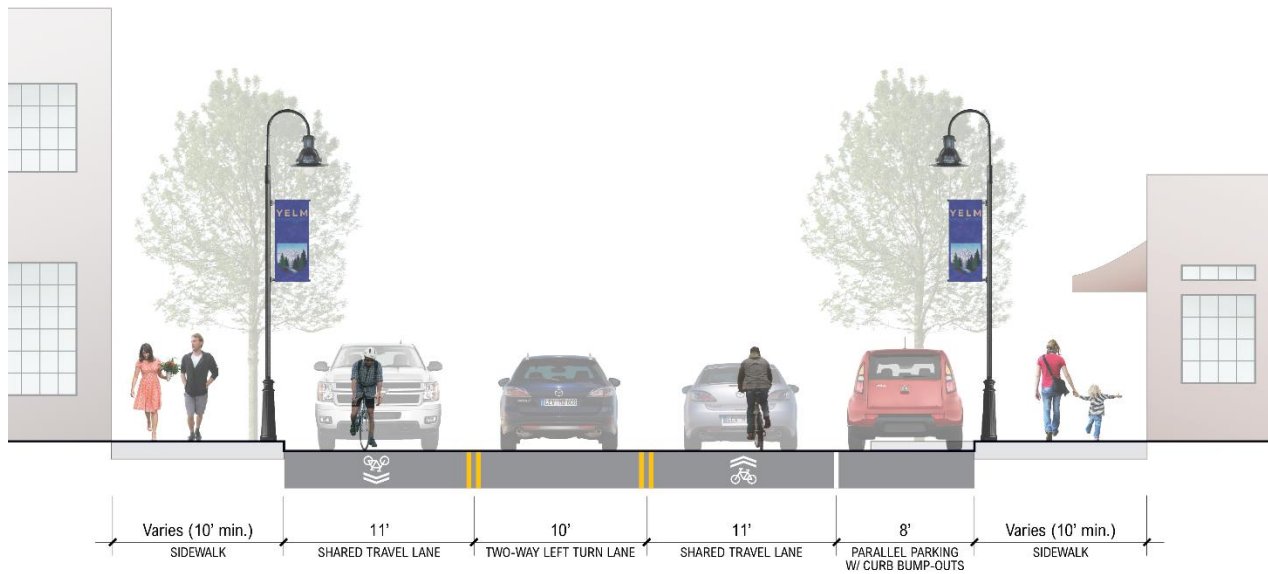 YELM
YELM
Varies (10' min.)
SIDEWALK
11'
SHARED TRAVEL LANE
10'
TWO-WAY LEFT TURN LANE
11'
SHARED TRAVEL LANE
8'
PARALLEL PARKING
W/ CURB BUMP-OUTS
Varies (10' min.)
SIDEWALK